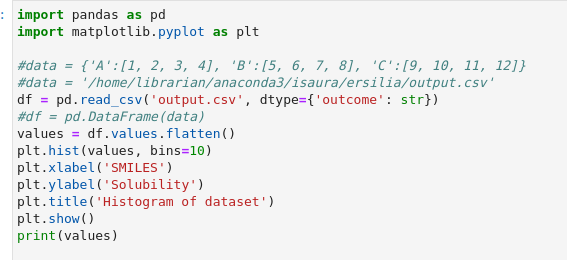 :
import pandas as pd
import matplotlib.pyplot as plt
#data = {'A':[1, 2, 3, 4], 'B':[5, 6, 7, 8], 'C':[9, 10, 11, 12]}
#data = '/home/librarian/anaconda3/isaura/ersilia/output.csv'
df = pd.read_csv('output.csv', dtype={'outcome': str})
#df = pd.DataFrame(data)
values = df.values.flatten()
plt.hist(values, bins=10)
plt.xlabel('SMILES')
plt.ylabel('Solubility')
plt.title('Histogram of dataset')
plt.show()
print(values)